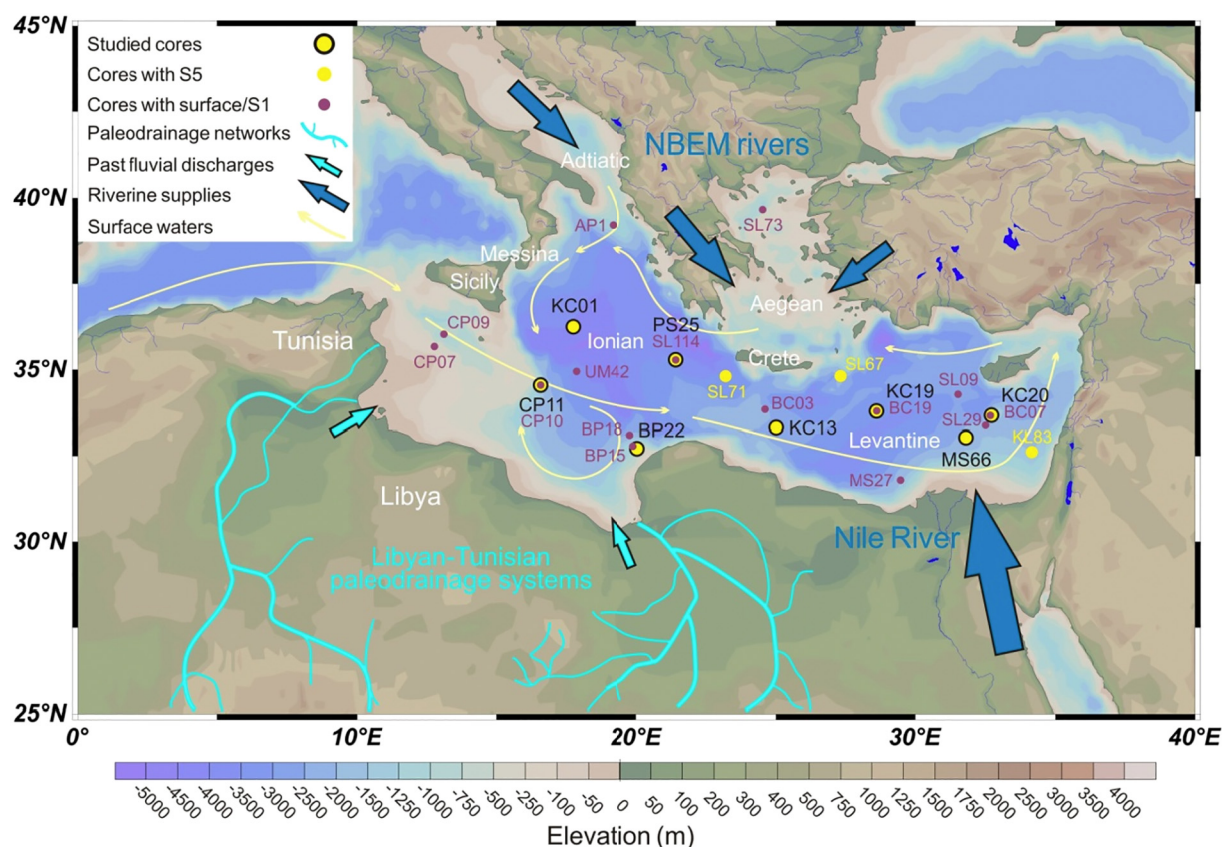 45°N
Studied cores
Cores with S5
Cores with surface/S1
Paleodrainage networks
Past fluvial discharges
Riverine supplies
Surface waters
NBEM rivers
Adtiatic
40°N
AP1
SL73
Messina
Sicily
Aegean
KC01
PS25
CP09
Tunisia
Ionian
SL114
CP07
Crete
SL67
35°N
UM42
SL71
SL09
KC19
KC20
CP11
BC03
BC19
BC07
CP10
SL29
BP18
BP22
KC13
Levantine
KL83
BP15
MS66
MS27
Libya
30°N
Nile River
Libyan-Tunisian
paleodrainage systems
25°N
0°
10°E
20°E
30°E
40°E
-5000
-4500
-4000
-3500
-3000
-2500
-2000
-1750
-1500
-1250
-1000
-750
-500
-250
-100
-50
0
50
100
200
300
400
500
600
700
800
1000
1250
1500
1750
2000
2500
3000
3500
4000
Elevation (m)